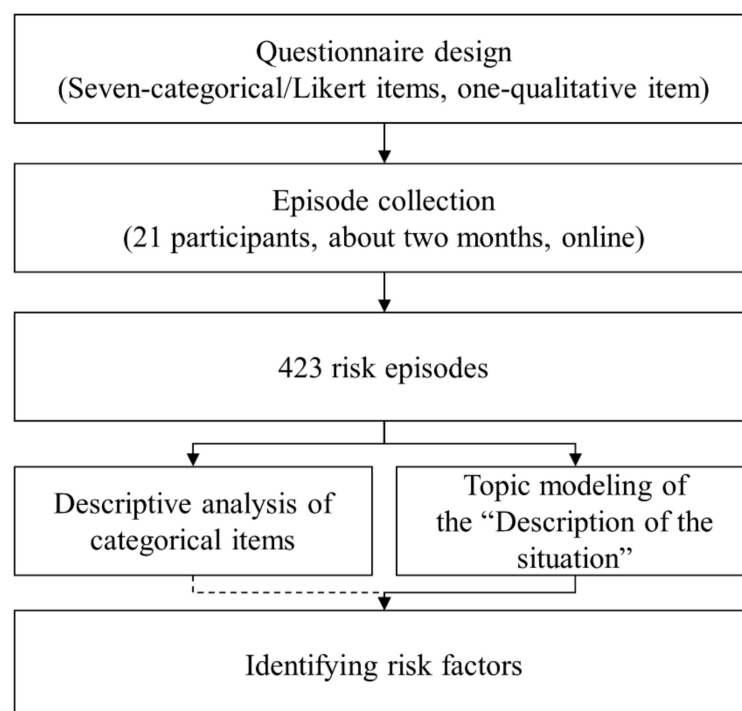 Questionnaire design
(Seven-categorical/Likert items, one-qualitative item)
Episode collection
(21 participants, about two months, online)
423 risk episodes
Descriptive analysis of
categorical items
Topic modeling of
the “Description of the
situation”
Identifying risk factors